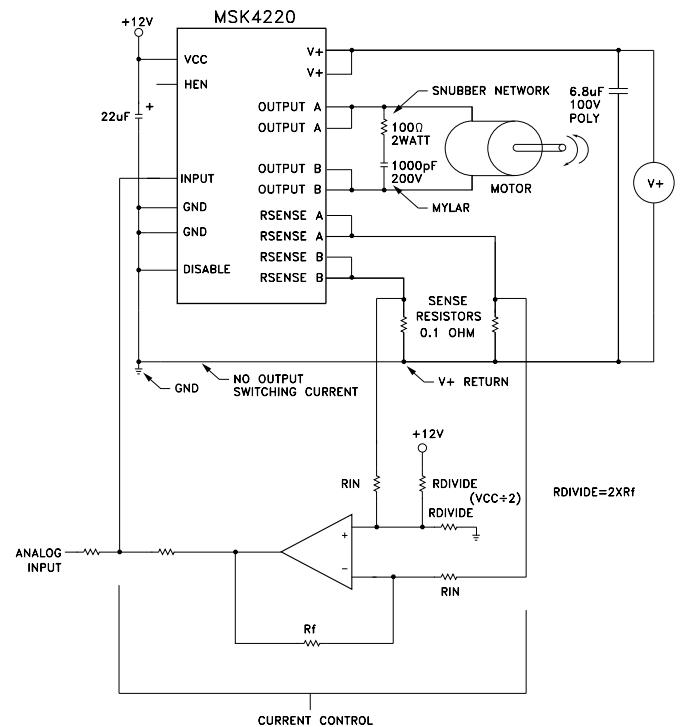 MSK4220
+12V
VCC
HEN
22uF
+
INPUT
GND
GND
DISABLE
V+
V+
OUTPUT A
OUTPUT A
OUTPUT B
OUTPUT B
RSENSE A
RSENSE A
RSENSE B
RSENSE B
SNUBBER NETWORK
100Ω
2WATT
1000pF
200V
MYLAR
MOTOR
6.8uF
100V
POLY
V+
SENSE
RESISTORS
0.1 OHM
GND
NO OUTPUT
SWITCHING CURRENT
V+ RETURN
+12V
RIN
RDIVIDE
(VCC÷2)
RDIVIDE
RDIVIDE=2XRf
+
−
RIN
ANALOG
INPUT
Rf
CURRENT CONTROL